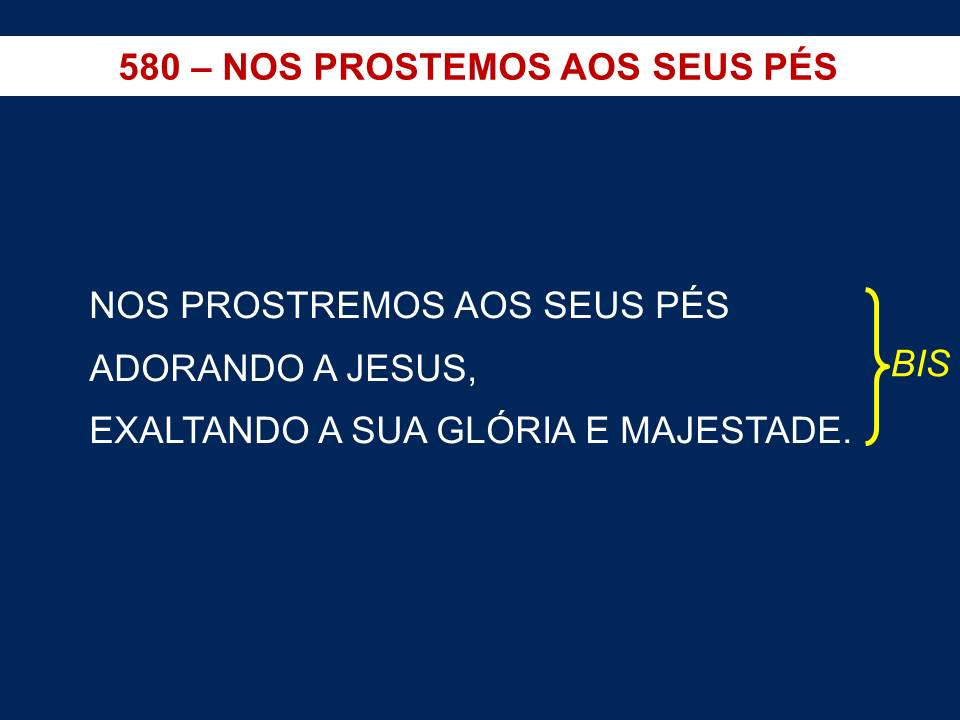 580 – NOS PROSTEMOS AOS SEUS PÉS
NOS PROSTREMOS AOS SEUS PÉS
ADORANDO A JESUS,
BIS
EXALTANDO A SUA GLÓRIA E MAJESTADE.